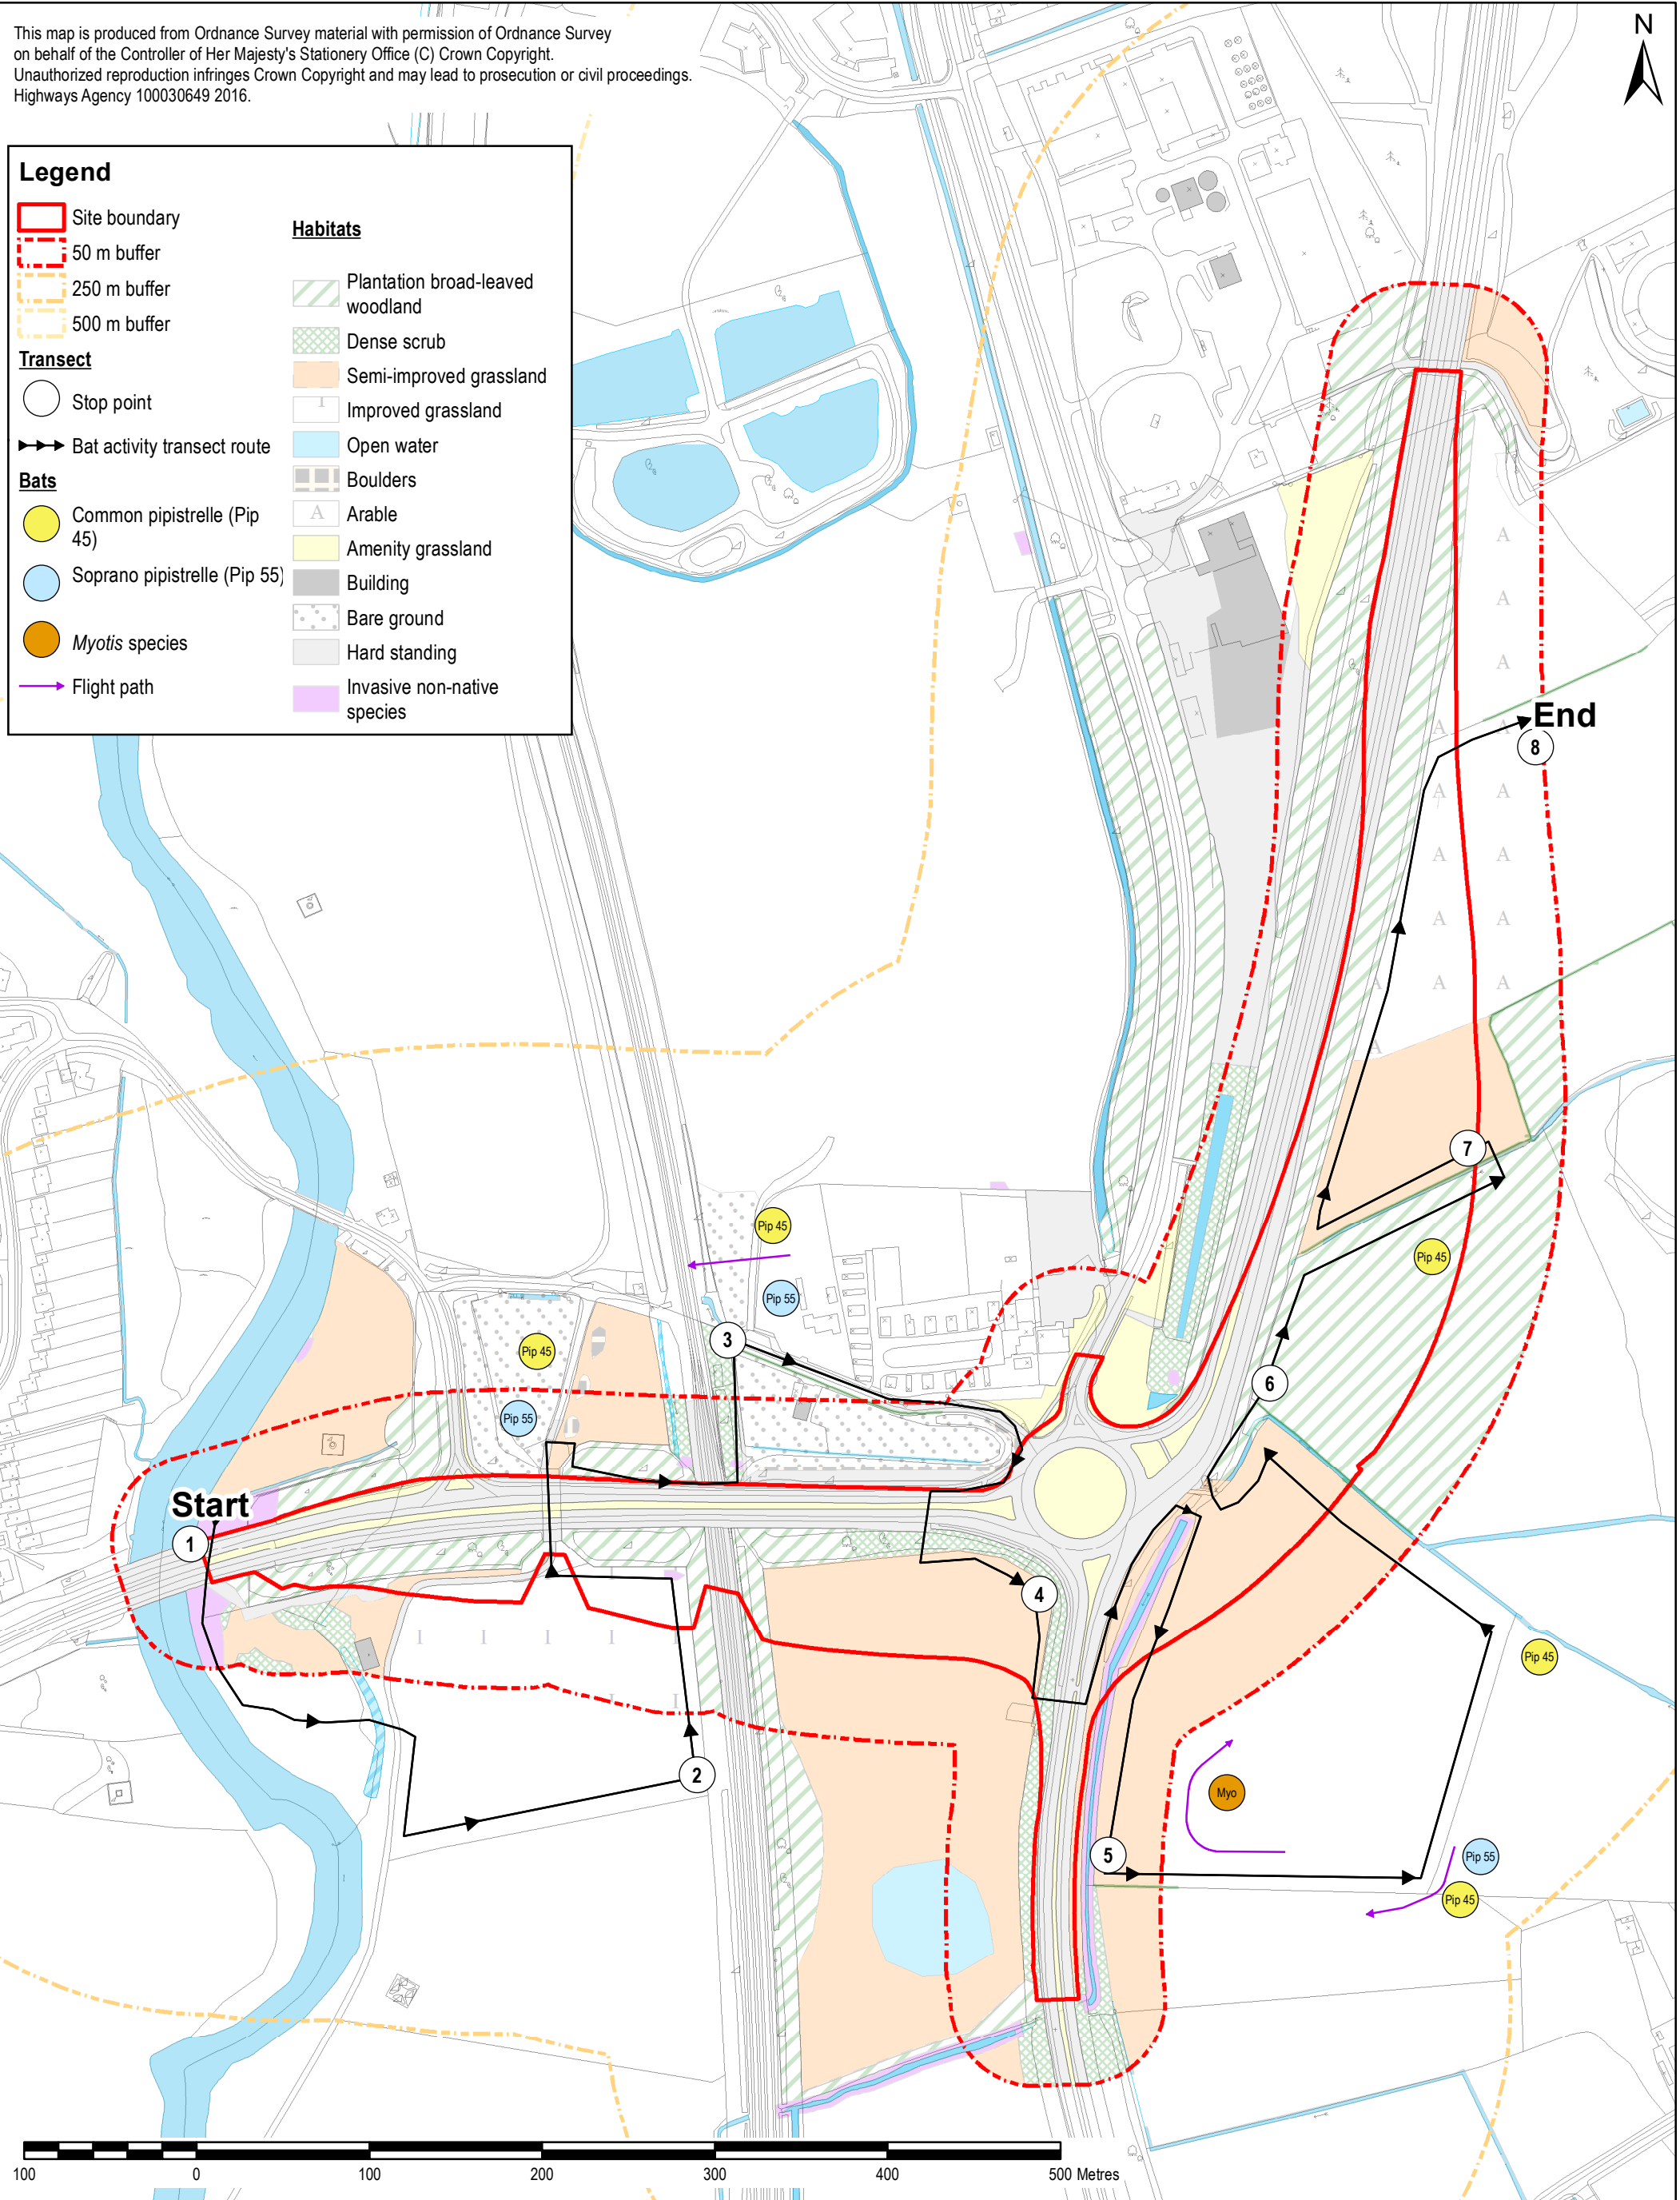 This map is produced from Ordnance Survey material with permission of Ordnance Survey
on behalf of the Controller of Her Majesty's Stationery Office (C) Crown Copyright.
Unauthorized reproduction infringes Crown Copyright and may lead to prosecution or civil proceedings.
Highways Agency 100030649 2016.
N
Legend
Site boundary
50 m buffer
250 m buffer
500 m buffer
Transect
Stop point
Bat activity transect route
Bats
Common pipistrelle (Pip
45)
Soprano pipistrelle (Pip 55)
Myotis species
Flight path
Habitats
Plantation broad-leaved
woodland
Dense scrub
Semi-improved grassland
I
Improved grassland
Open water
Boulders
A
Arable
Amenity grassland
Building
Bare ground
Hard standing
Invasive non-native
species
A
A
A
End
A
A
8
A
A
A
A
A
A
A
A
A
A
7
Pip 45
Pip 45
Pip 55
3
Pip 45
6
Pip 55
Start
1
4
I
I
I
I
I
Pip 45
I
I
2
Myo
5
Pip 55
Pip 45
100
0
100
200
300
400
500 Metres